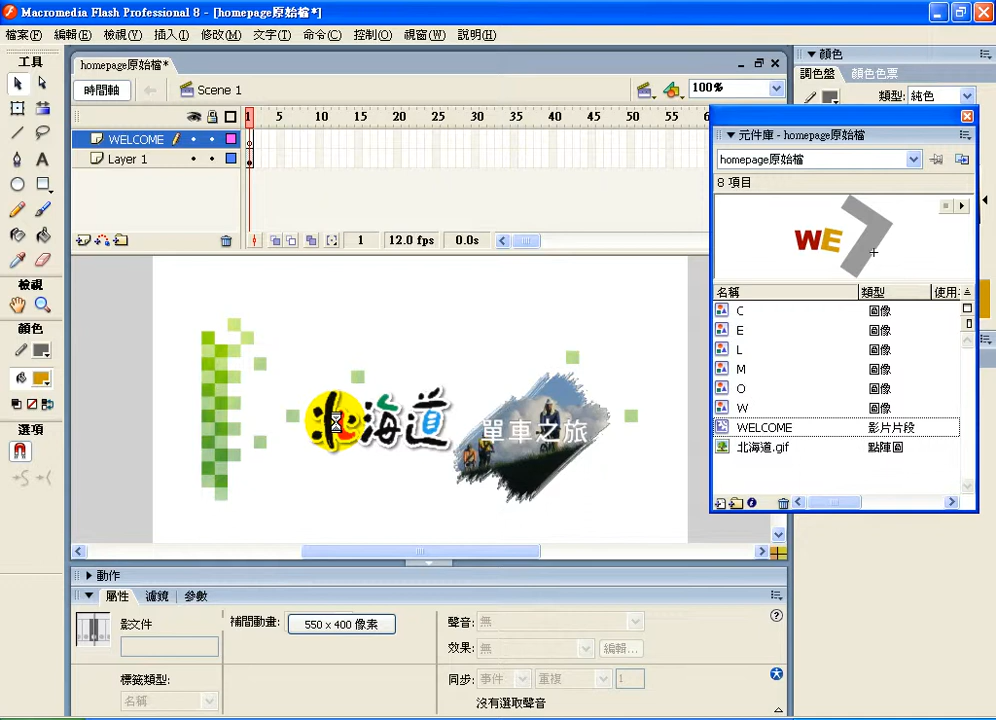 Macromedia Flash Professional 8 - [homepage原始檔*]
檔案(F) 編輯(E) 檢視(V) 插入(I) 修改(M) 文字(T) 命令(C) 控制(O) 視窗(W) 說明(H)
工具
檢視
顏色
選項
homepage原始檔*
時間軸
Scene 1
100%
1 5 10 15 20 25 30 35 40 45 50 55
WELCOME
Layer 1
1 12.0 fps 0.0s
北海道
單車之旅
動作
屬性 濾鏡 參數
影文件
補間動畫: 550 x 400 像素
標籤類型:
名稱
聲音: 無
效果: 無 編輯...
同步: 事件 重複 1
沒有選取聲音
顏色
調色盤 顏色色票
類型: 純色
元件庫 - homepage原始檔
homepage原始檔
8 項目
WE
名稱 類型 使用
C 圖像
E 圖像
L 圖像
M 圖像
O 圖像
W 圖像
WELCOME 影片片段
北海道.gif 點陣圖